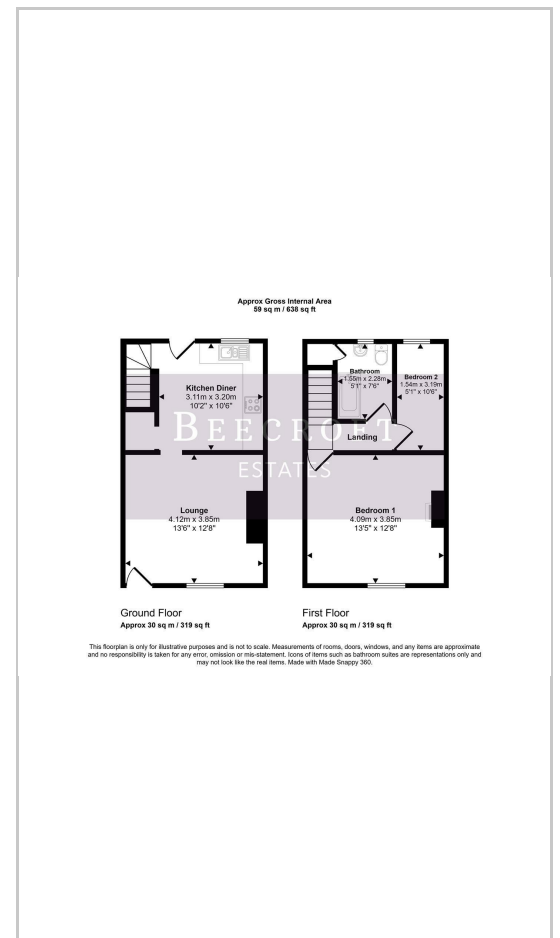 Approx Gross Internal Area
59 sq m / 638 sq ft
Kitchen Diner
3.11m x 3.20m
10'2" x 10'6"
Bathroom
1.55m x 2.28m
5'1" x 7'6"
Bedroom 2
1.54m x 3.19m
5'1" x 10'6"
Landing
BEECROFT
ESTATES
Lounge
4.12m x 3.85m
13'6" x 12'8"
Bedroom 1
4.09m x 3.85m
13'5" x 12'8"
Ground Floor
Approx 30 sq m / 319 sq ft
First Floor
Approx 30 sq m / 319 sq ft
This floorplan is only for illustrative purposes and is not to scale. Measurements of rooms, doors, windows, and any items are approximate
and no responsibility is taken for any error, omission or mis-statement. Icons of items such as bathroom suites are representations only and
may not look like the real items. Made with Made Snappy 360.